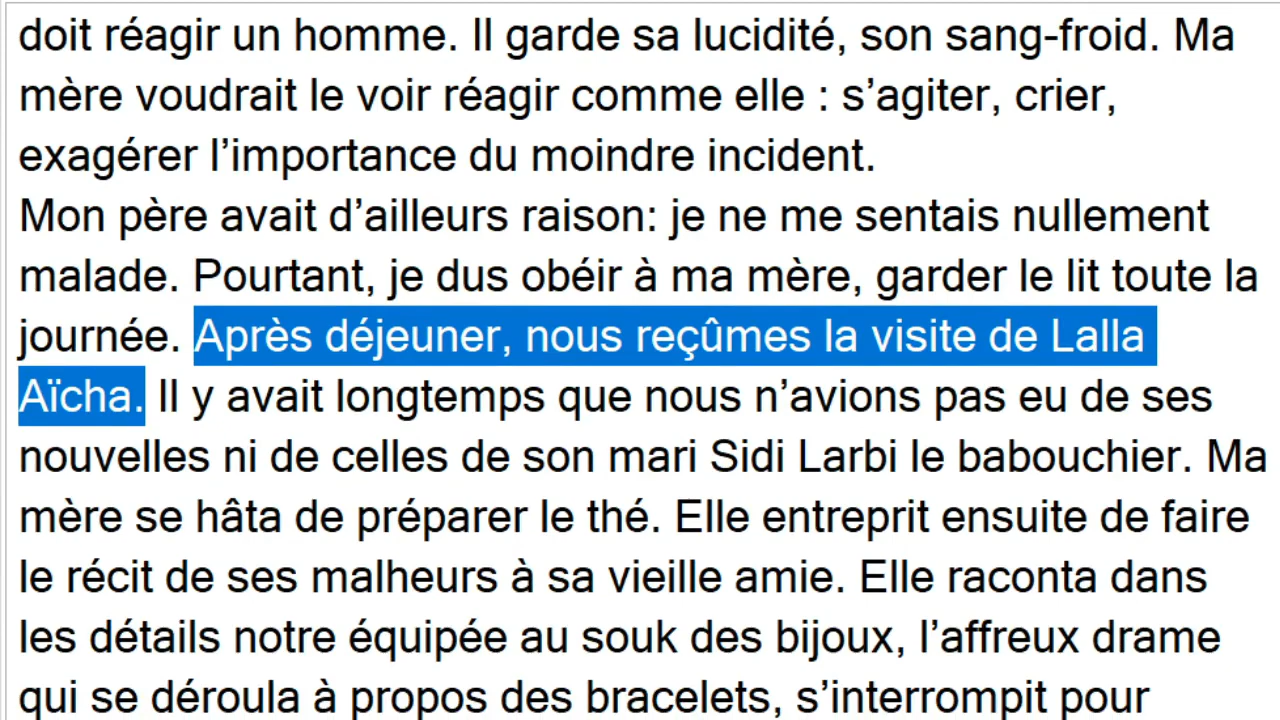 doit réagir un homme. Il garde sa lucidité, son sang-froid. Ma
mère voudrait le voir réagir comme elle : s’agiter, crier,
exagérer l’importance du moindre incident.
Mon père avait d’ailleurs raison: je ne me sentais nullement
malade. Pourtant, je dus obéir à ma mère, garder le lit toute la
journée. Après déjeuner, nous reçûmes la visite de Lalla
Aïcha. Il y avait longtemps que nous n’avions pas eu de ses
nouvelles ni de celles de son mari Sidi Larbi le babouchier. Ma
mère se hâta de préparer le thé. Elle entreprit ensuite de faire
le récit de ses malheurs à sa vieille amie. Elle raconta dans
les détails notre équipée au souk des bijoux, l’affreux drame
qui se déroula à propos des bracelets, s’interrompit pour